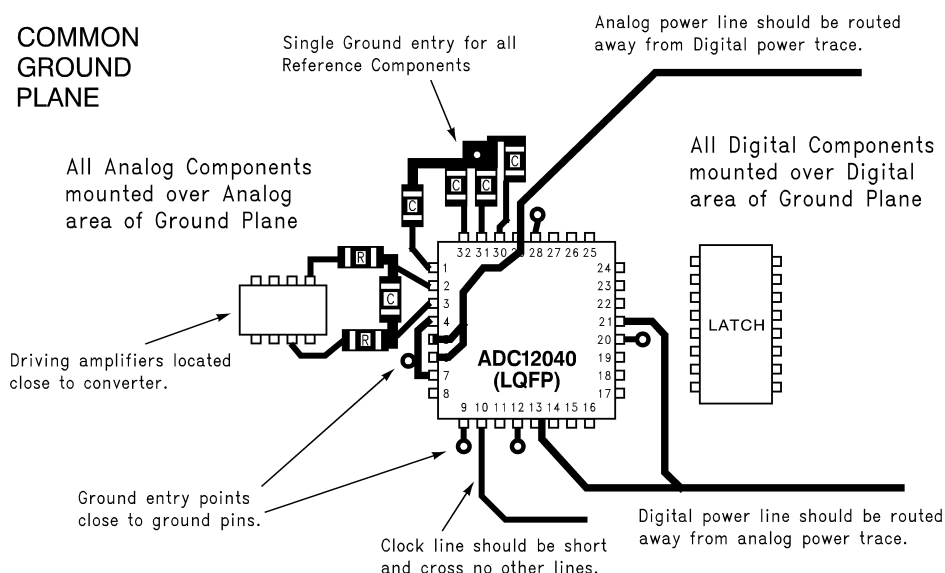 COMMON
GROUND
PLANE
Single Ground entry for all
Reference Components
Analog power line should be routed
away from Digital power trace.
All Analog Components
mounted over Analog
area of Ground Plane
All Digital Components
mounted over Digital
area of Ground Plane
C
C
C
C
32 31 30 28 27 26 25
R
C
R
1
2
3
4
7
8
24
23
22
21
20
19
18
17
LATCH
ADC12040
(LQFP)
9 10 11 12 13 14 15 16
Driving amplifiers located
close to converter.
Ground entry points
close to ground pins.
Clock line should be short
and cross no other lines.
Digital power line should be routed
away from analog power trace.